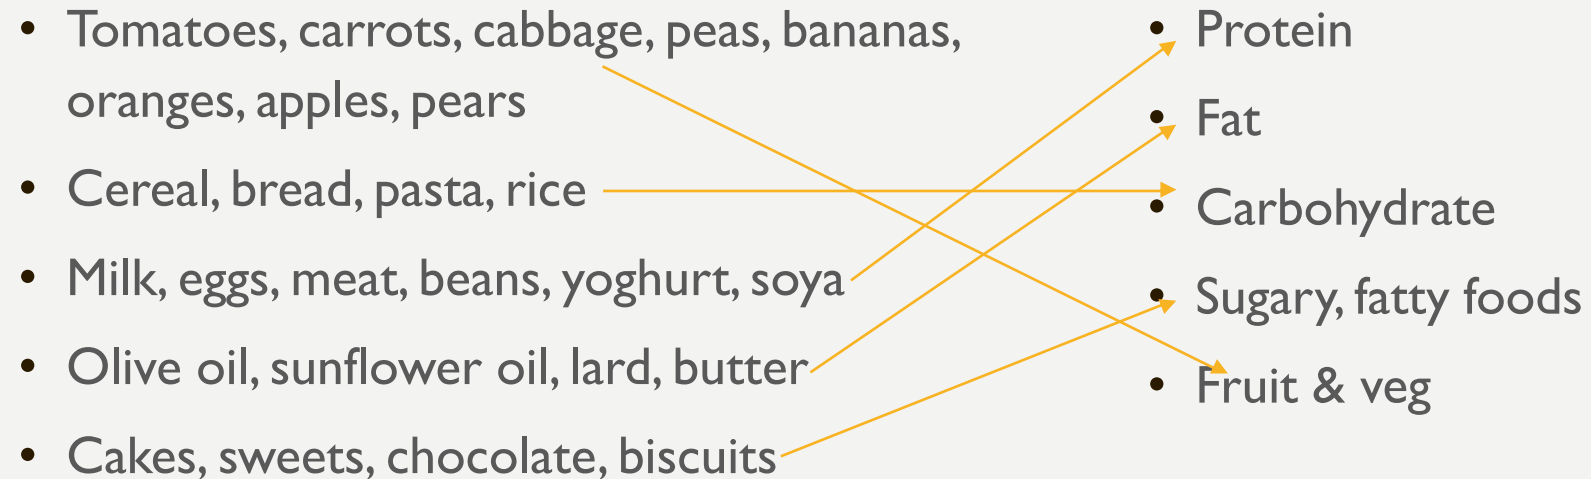 • Tomatoes, carrots, cabbage, peas, bananas,
oranges, apples, pears
• Cereal, bread, pasta, rice
• Milk, eggs, meat, beans, yoghurt, soya
• Olive oil, sunflower oil, lard, butter
• Cakes, sweets, chocolate, biscuits
• Protein
• Fat
• Carbohydrate
• Sugary, fatty foods
• Fruit & veg